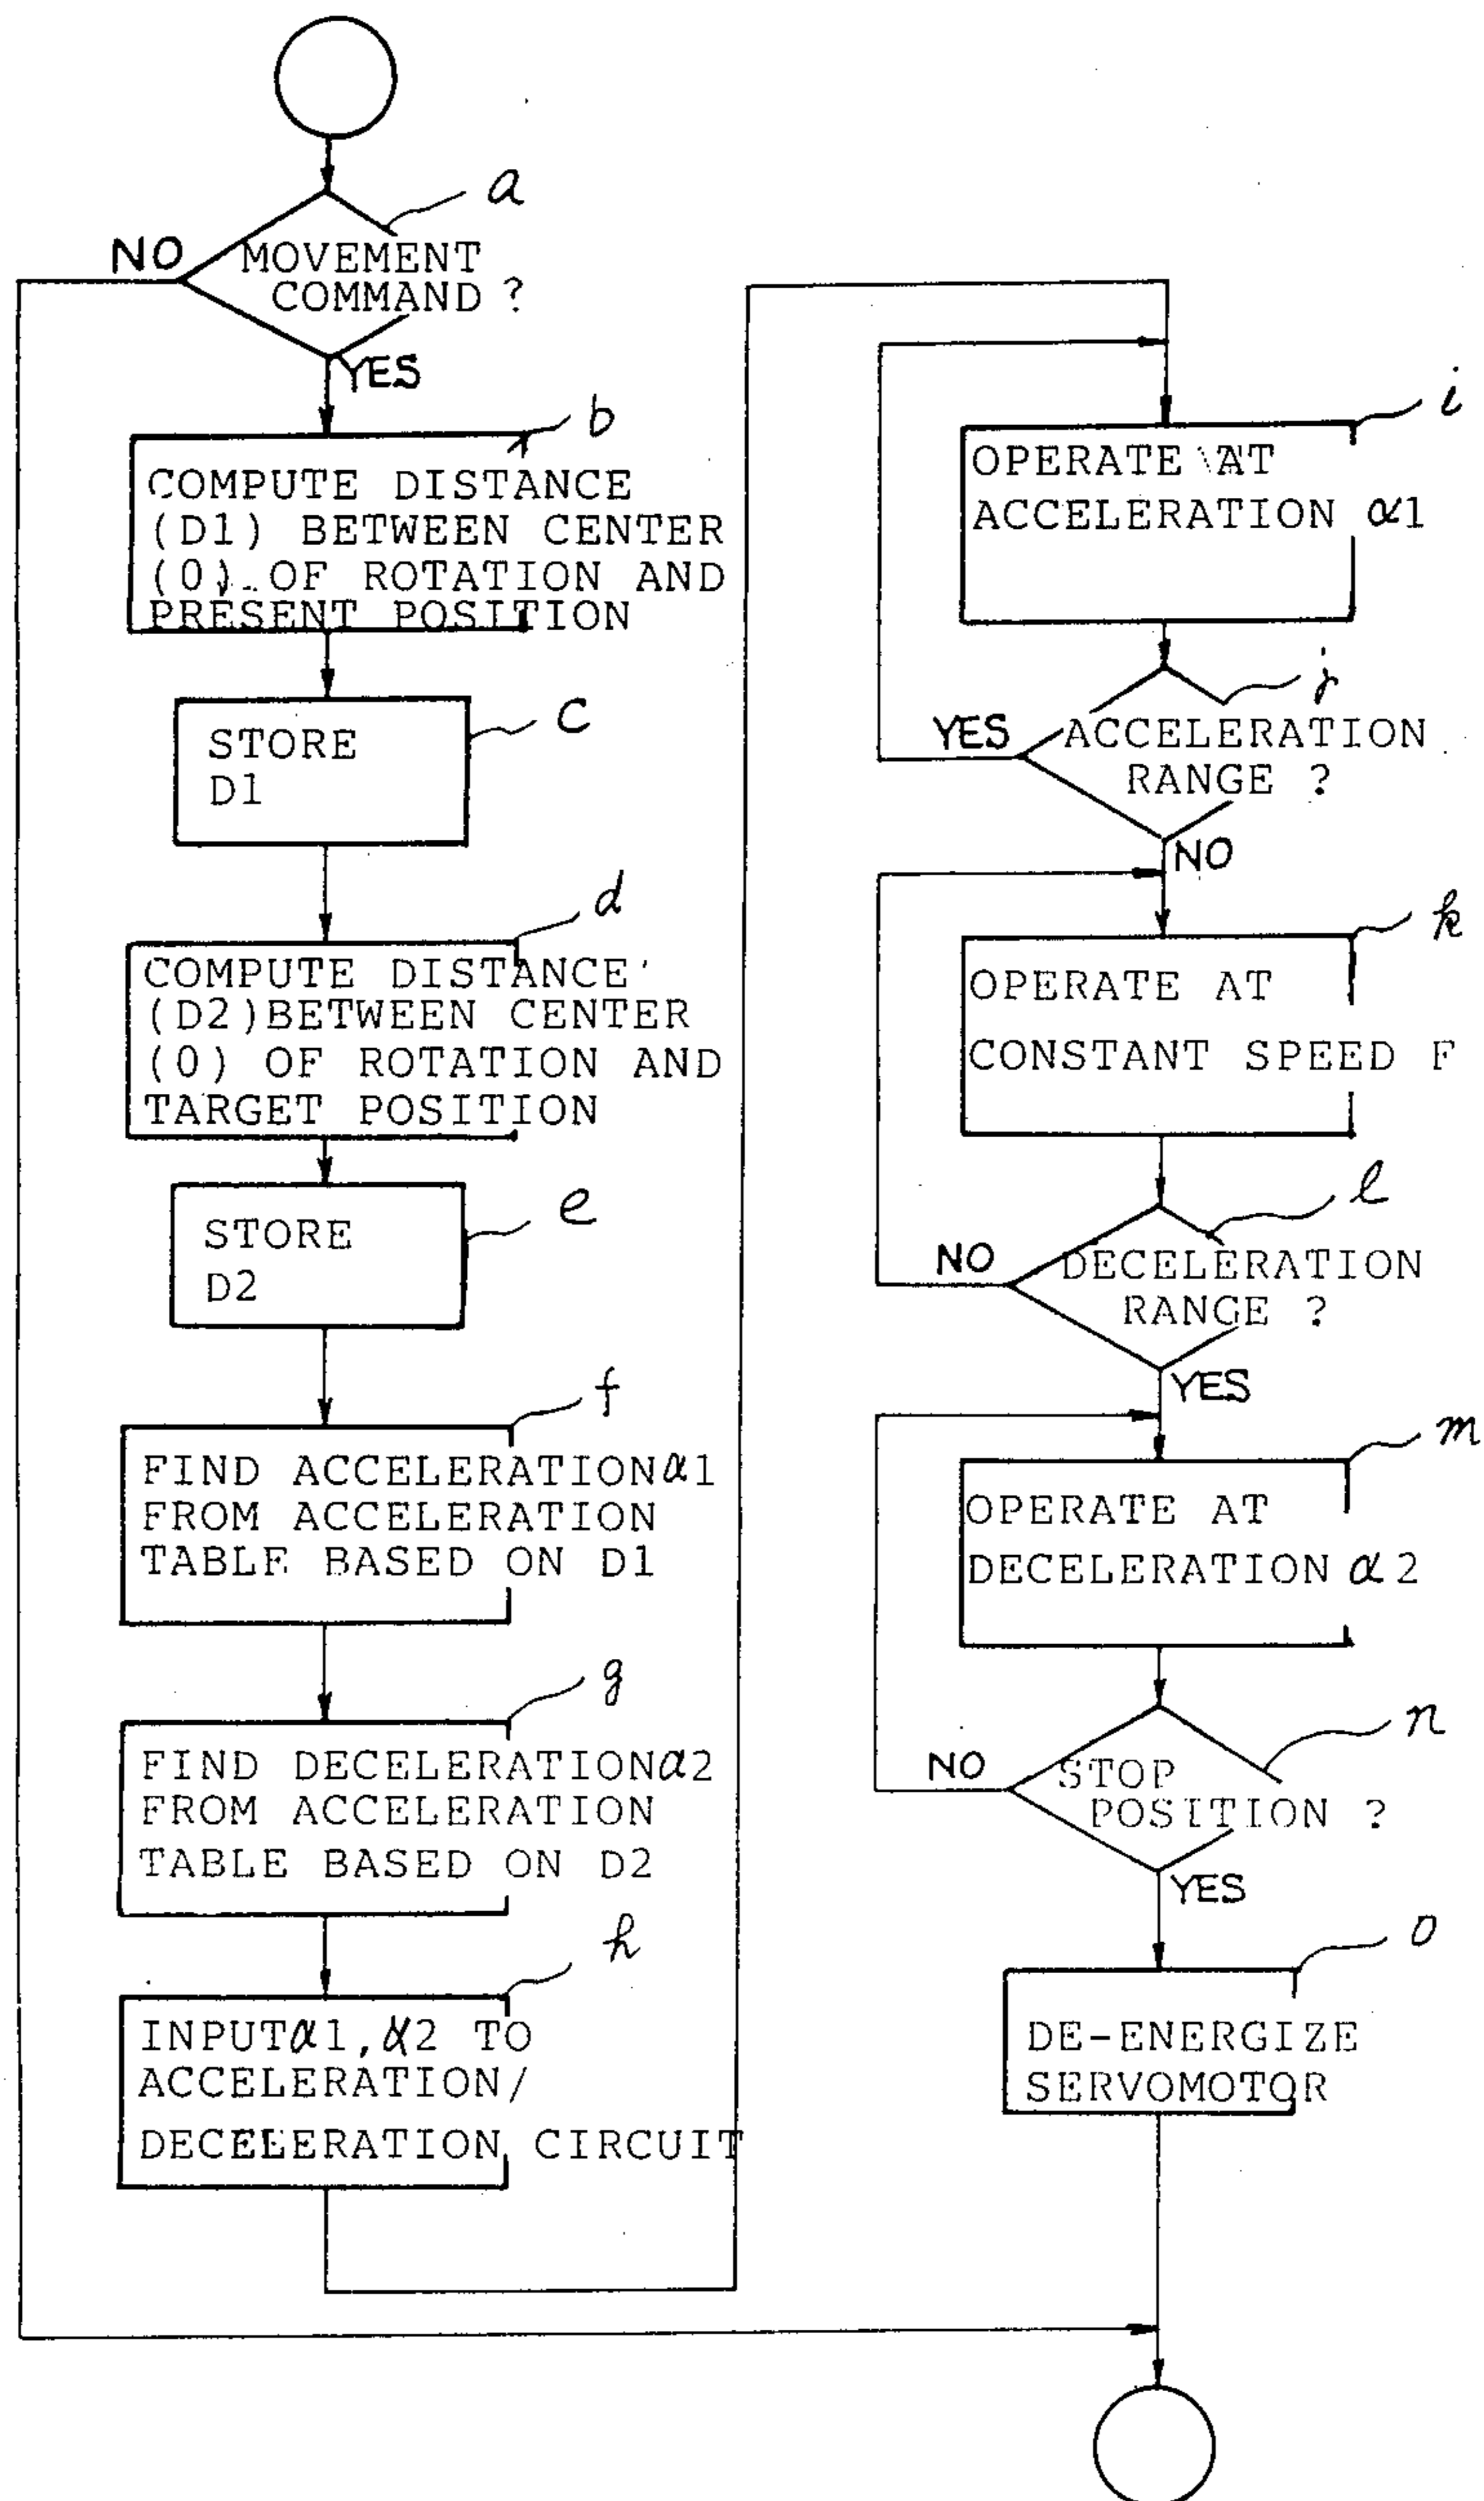 a
NO
MOVEMENT
COMMAND ?
YES
b
COMPUTE DISTANCE
(D1) BETWEEN CENTER
(0) OF ROTATION AND
PRESENT POSITION
c
STORE
D1
d
COMPUTE DISTANCE
(D2)BETWEEN CENTER
(0) OF ROTATION AND
TARGET POSITION
e
STORE
D2
f
FIND ACCELERATION α1
FROM ACCELERATION
TABLE BASED ON D1
g
FIND DECELERATION α2
FROM ACCELERATION
TABLE BASED ON D2
h
INPUT α1, α2 TO
ACCELERATION/
DECELERATION CIRCUIT
i
OPERATE AT
ACCELERATION α1
j
YES
ACCELERATION
RANGE ?
NO
k
OPERATE AT
CONSTANT SPEED F
l
NO
DECELERATION
RANGE ?
YES
m
OPERATE AT
DECELERATION α2
n
NO
STOP
POSITION ?
YES
o
DE-ENERGIZE
SERVOMOTOR